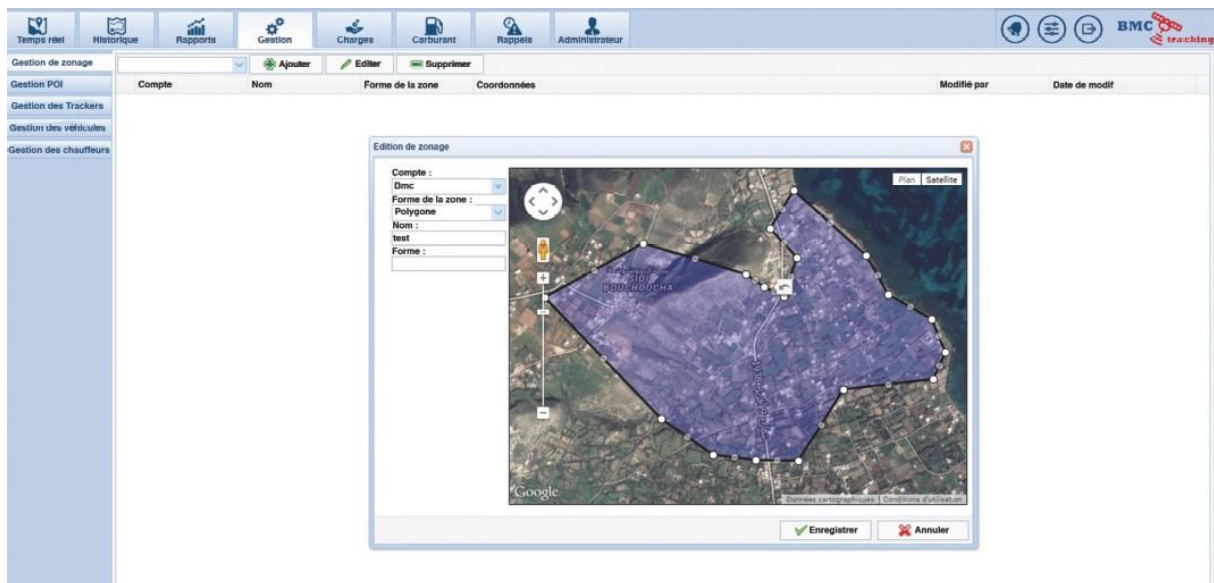 Temps réel Historique Rapports Gestion Charges Carburant Rappels Administrateur
BMC tracking
Gestion de zonage
Ajouter Editer Supprimer
Gestion POI
Compte Nom Forme de la zone Coordonnées Modifié par Date de modif
Gestion des Trackers
Gestion des véhicules
Gestion des chauffeurs
Edition de zonage
Compte :
Bmc
Forme de la zone :
Polygone
Nom :
test
Forme :
Plan Satellite
BOUCHOUCHA
Google
Données cartographiques Conditions d'utilisation
Enregistrer Annuler